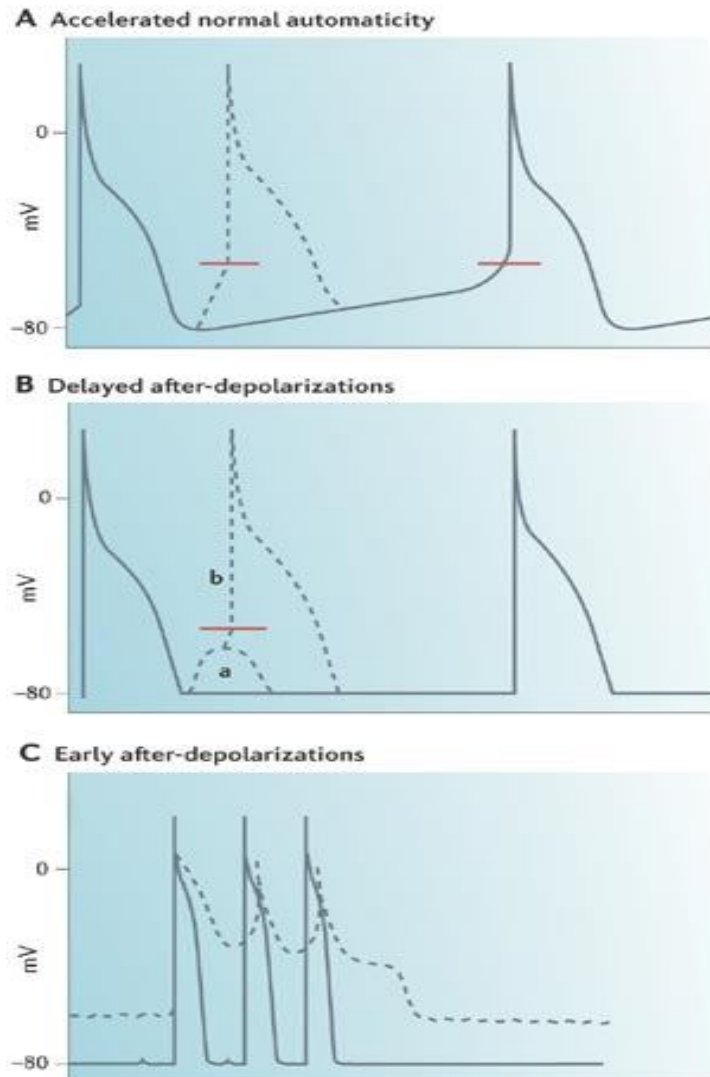 A Accelerated normal automaticity
0
mV
−80
B Delayed after-depolarizations
0
b
mV
a
−80
C Early after-depolarizations
0
mV
−80